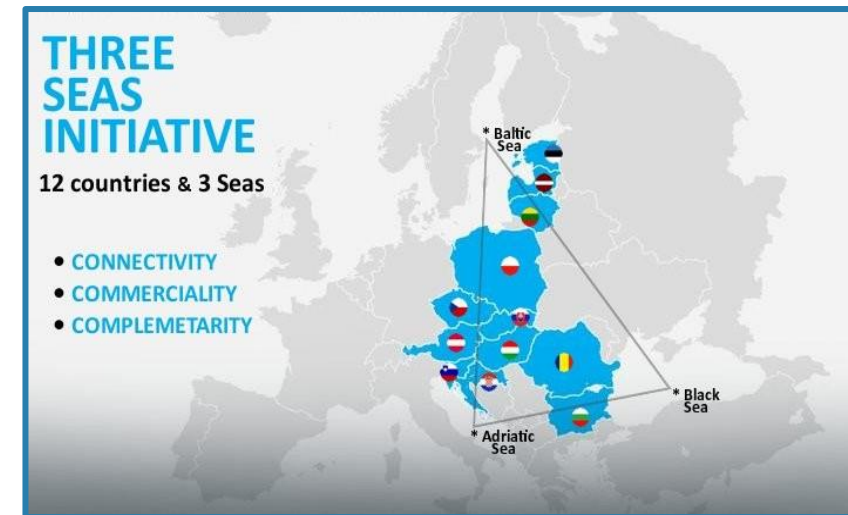 THREE
SEAS
INITIATIVE
12 countries & 3 Seas
• CONNECTIVITY
• COMMERCIALITY
• COMPLEMETARITY
* Baltic
Sea
* Black
Sea
* Adriatic
Sea